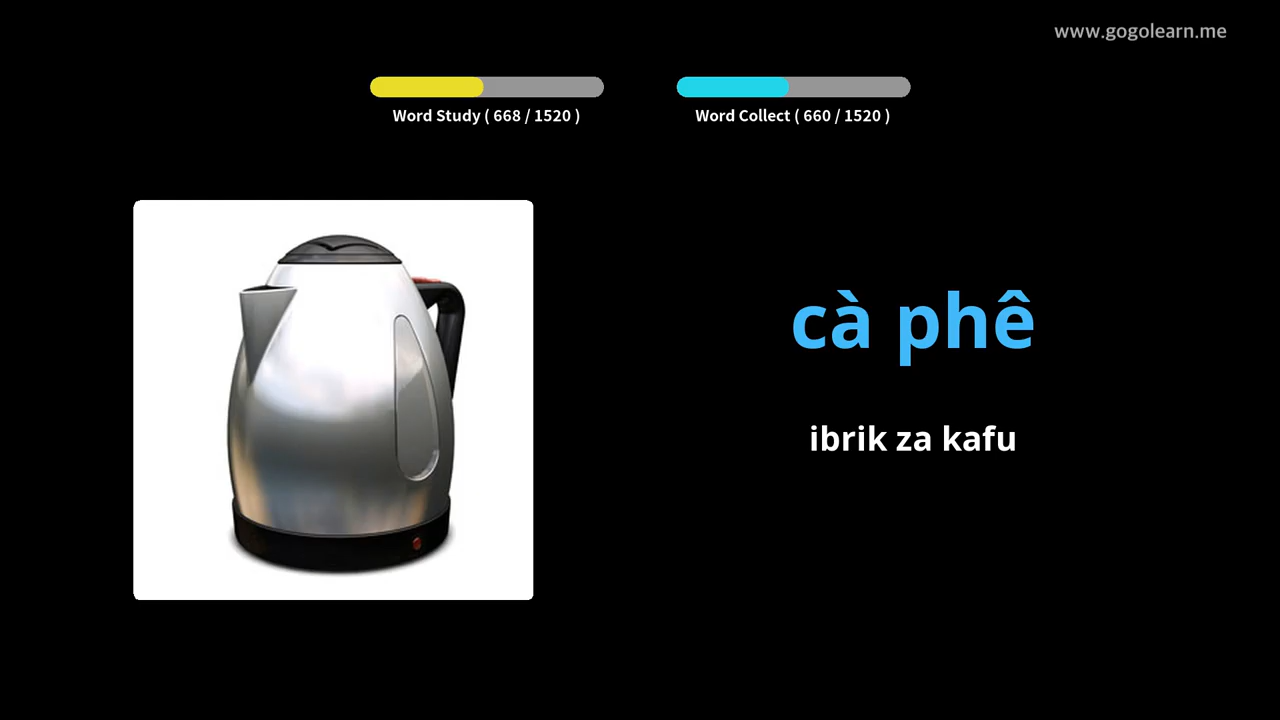 www.gogolearn.me
Word Study ( 668 / 1520 )
Word Collect ( 660 / 1520 )
cà phê
ibrik za kafu